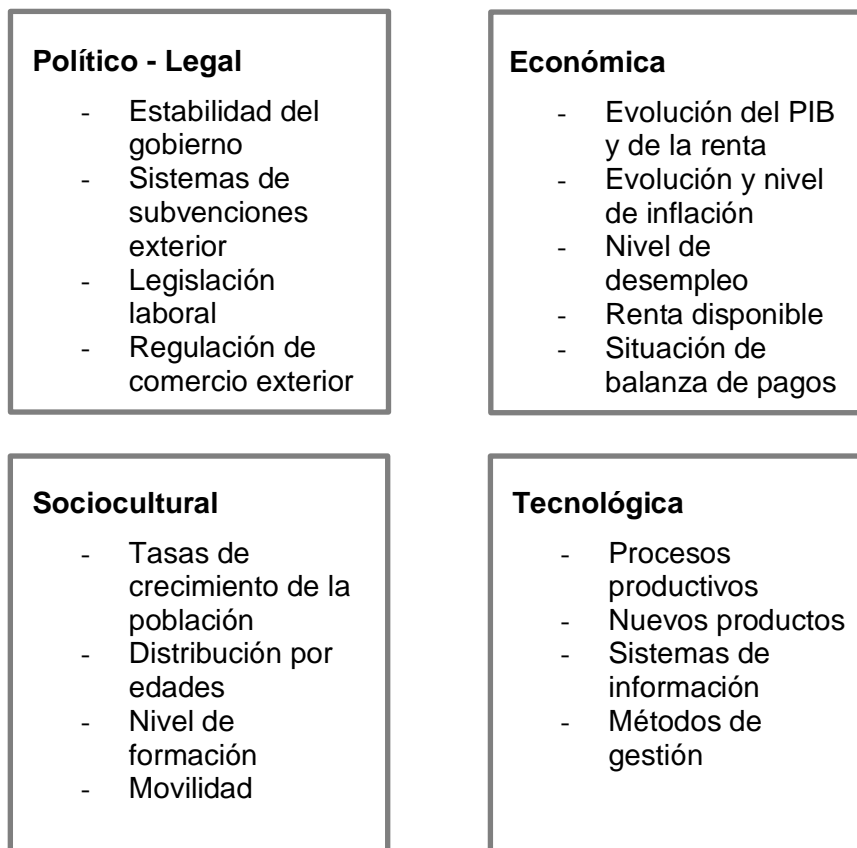 Político - Legal
- Estabilidad del
gobierno
- Sistemas de
subvenciones
exterior
- Legislación
laboral
- Regulación de
comercio exterior
Económica
- Evolución del PIB
y de la renta
- Evolución y nivel
de inflación
- Nivel de
desempleo
- Renta disponible
- Situación de
balanza de pagos
Sociocultural
- Tasas de
crecimiento de la
población
- Distribución por
edades
- Nivel de
formación
- Movilidad
Tecnológica
- Procesos
productivos
- Nuevos productos
- Sistemas de
información
- Métodos de
gestión